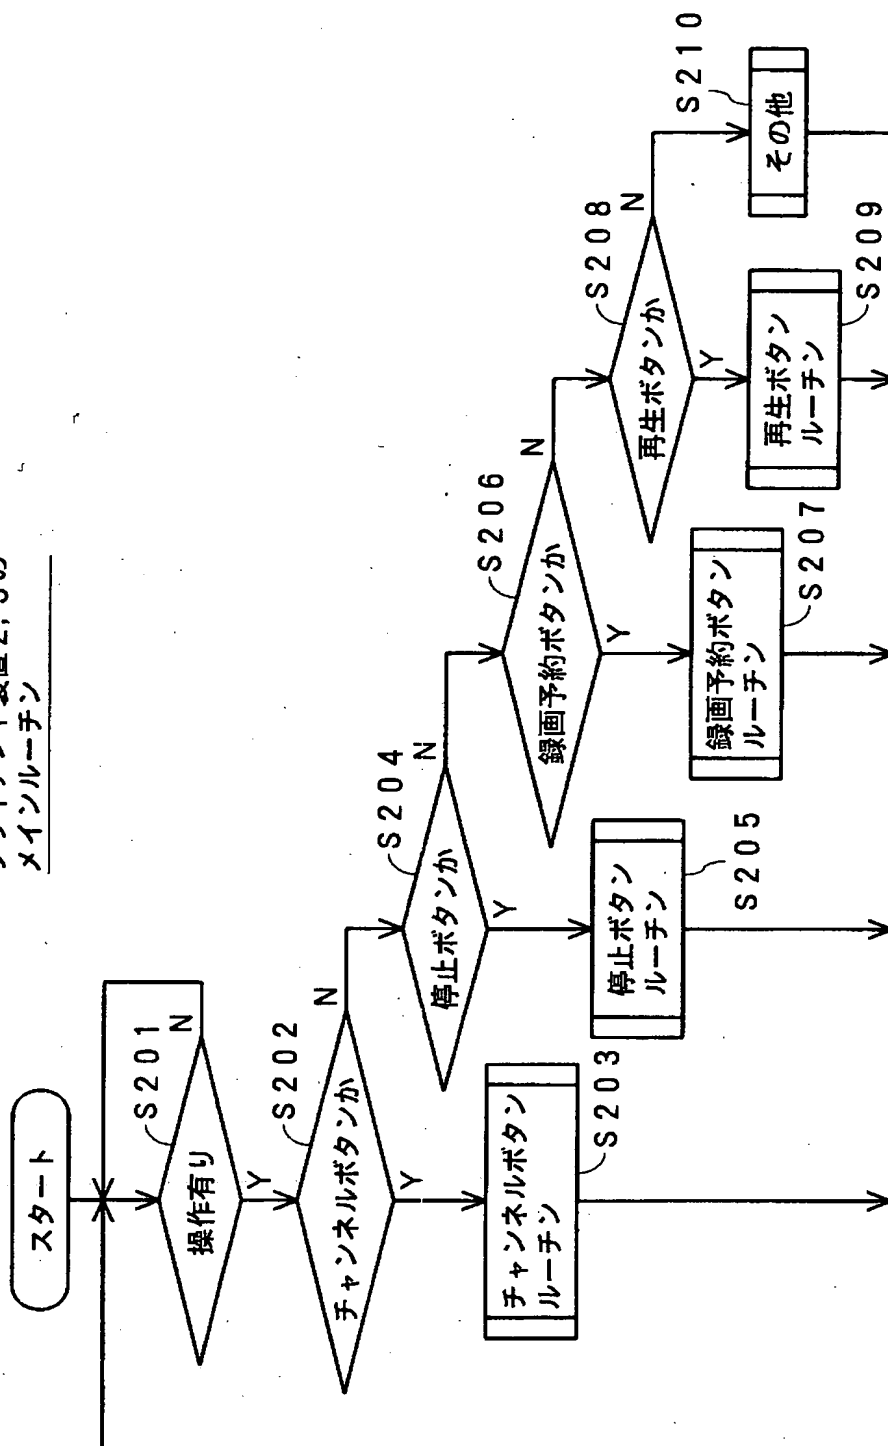 メインルーチン
スタート
操作有り
S201
N
Y
チャンネルボタンか
S202
N
Y
チャンネルボタン
ルーチン
S203
停止ボタンか
S204
N
Y
停止ボタン
ルーチン
S205
録画予約ボタンか
S206
N
Y
録画予約ボタン
ルーチン
S207
再生ボタンか
S208
N
Y
再生ボタン
ルーチン
S209
その他
S210